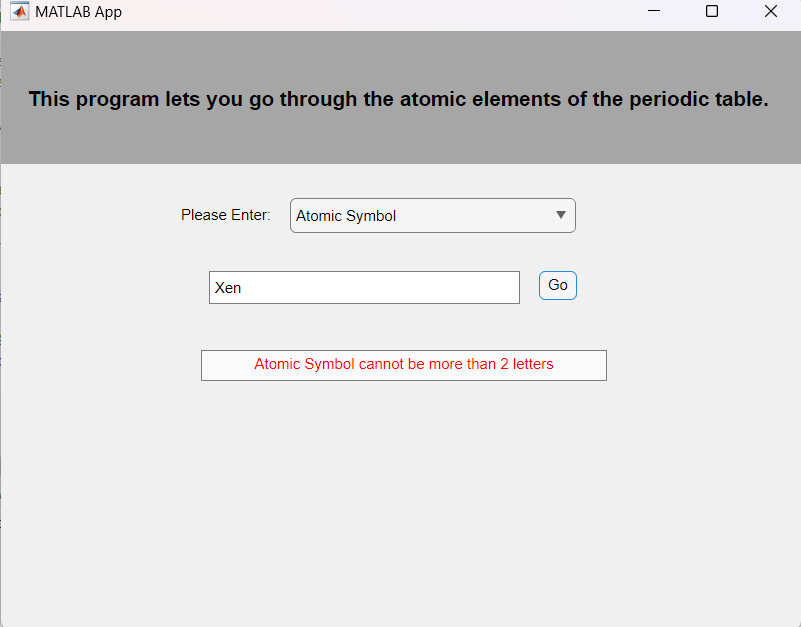 MATLAB App
This program lets you go through the atomic elements of the periodic table.
Please Enter: Atomic Symbol
Xen Go
Atomic Symbol cannot be more than 2 letters